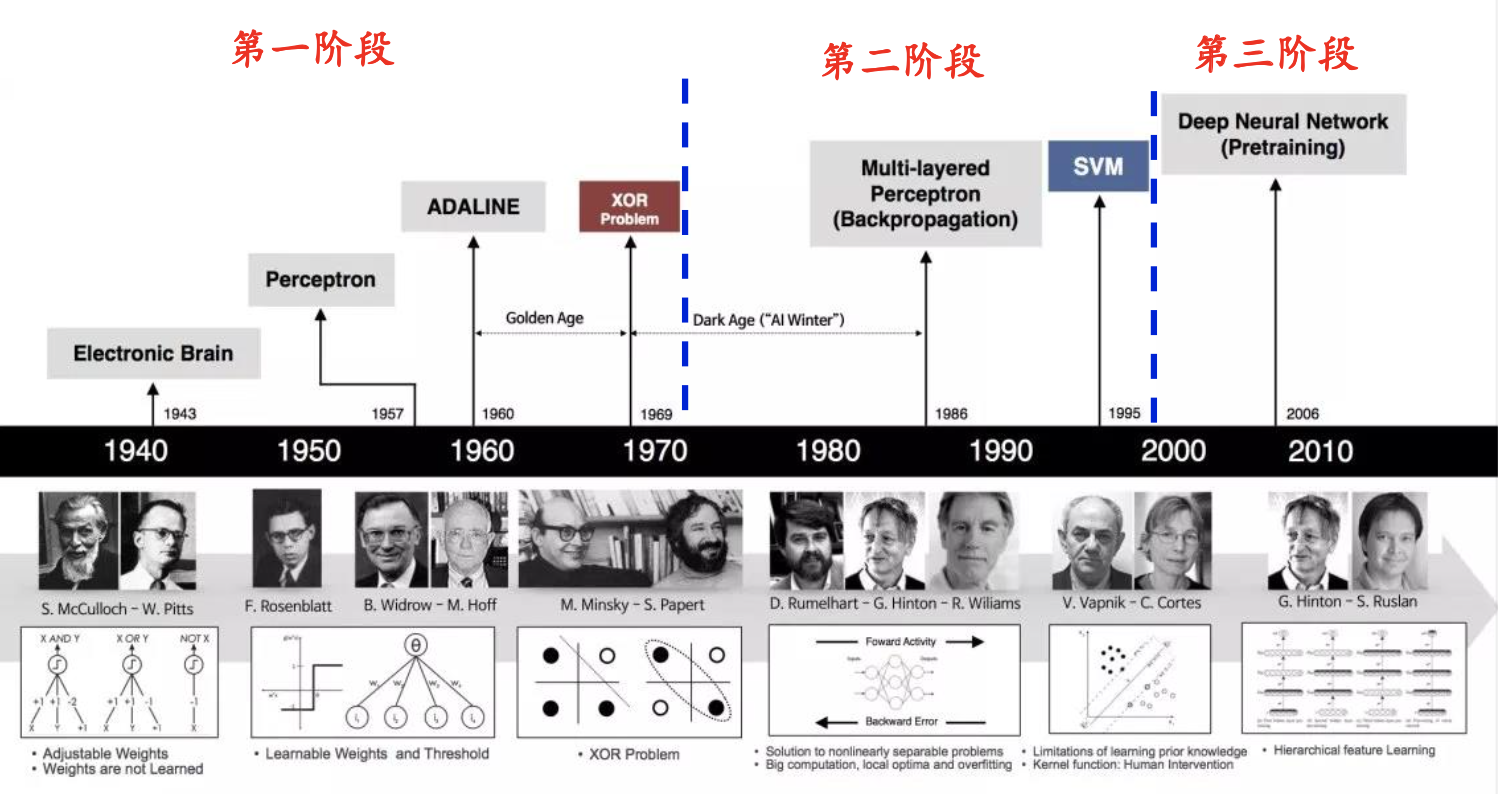 第一阶段
第二阶段
第三阶段
Deep Neural Network
(Pretraining)
Multi-layered
Perceptron
(Backpropagation)
SVM
ADALINE
XOR
Problem
Perceptron
Golden Age
Dark Age ("AI Winter")
Electronic Brain
1943
1957
1960
1969
1986
1995
2006
1940
1950
1960
1970
1980
1990
2000
2010
S. McCulloch – W. Pitts
F. Rosenblatt
B. Widrow – M. Hoff
M. Minsky – S. Papert
D. Rumelhart – G. Hinton – R. Wiliams
V. Vapnik – C. Cortes
G. Hinton – S. Ruslan
X AND Y
X OR Y
NOT X
+1 +1 -2
+1 +1 -1
-1
X Y +1
X Y +1
X
θ
Foward Activity
Inputs
Outputs
Backward Error
• Adjustable Weights
• Weights are not Learned
• Learnable Weights and Threshold
• XOR Problem
• Solution to nonlinearly separable problems
• Big computation, local optima and overfitting
• Limitations of learning prior knowledge
• Kernel function: Human Intervention
• Hierarchical feature Learning